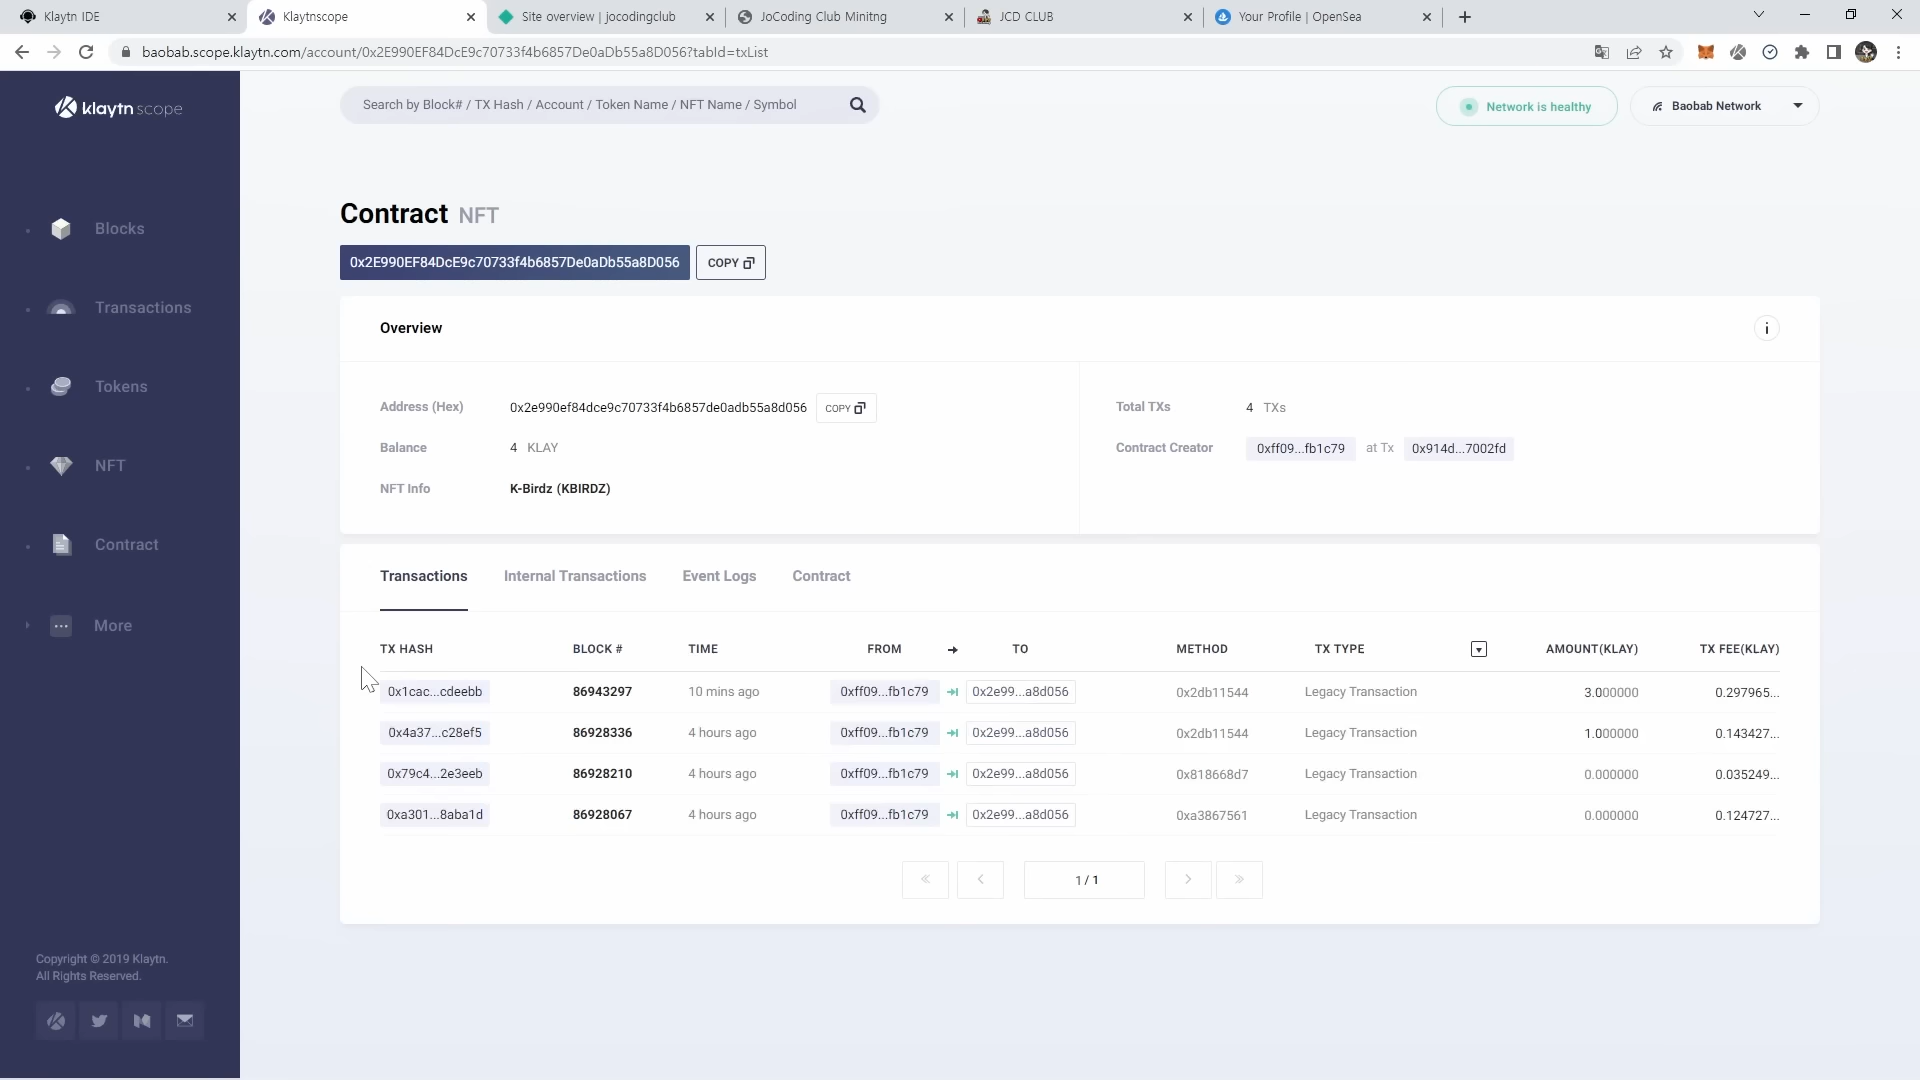 Klaytn IDE
Klaytnscope
Site overview | jocodingclub
JoCoding Club Minitng
JCD CLUB
Your Profile | OpenSea
baobab.scope.klaytn.com/account/0x2E990EF84DcE9c70733f4b6857De0aDb55a8D056?tabId=txList
klaytn scope
Search by Block# / TX Hash / Account / Token Name / NFT Name / Symbol
Network is healthy
Baobab Network
Blocks
Transactions
Tokens
NFT
Contract
More
Copyright © 2019 Klaytn.
All Rights Reserved.
Contract NFT
0x2E990EF84DcE9c70733f4b6857De0aDb55a8D056 COPY
Overview
i
Address (Hex) 0x2e990ef84dce9c70733f4b6857de0adb55a8d056 COPY
Balance 4 KLAY
NFT Info K-Birdz (KBIRDZ)
Total TXs 4 TXs
Contract Creator 0xff09...fb1c79 at Tx 0x914d...7002fd
Transactions Internal Transactions Event Logs Contract
TX HASH BLOCK # TIME FROM TO METHOD TX TYPE AMOUNT(KLAY) TX FEE(KLAY)
0x1cac...cdeebb 86943297 10 mins ago 0xff09...fb1c79 0x2e99...a8d056 0x2db11544 Legacy Transaction 3.000000 0.297965...
0x4a37...c28ef5 86928336 4 hours ago 0xff09...fb1c79 0x2e99...a8d056 0x2db11544 Legacy Transaction 1.000000 0.143427...
0x79c4...2e3eeb 86928210 4 hours ago 0xff09...fb1c79 0x2e99...a8d056 0x818668d7 Legacy Transaction 0.000000 0.035249...
0xa301...8aba1d 86928067 4 hours ago 0xff09...fb1c79 0x2e99...a8d056 0xa3867561 Legacy Transaction 0.000000 0.124727...
1 / 1